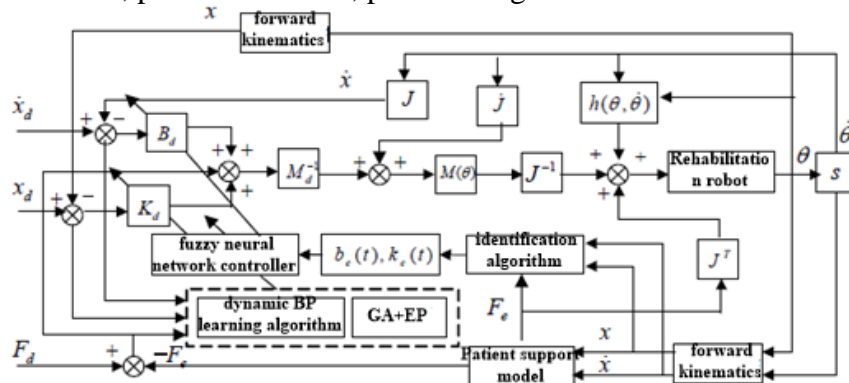 x
forward
kinematics
ẋ
J
J̇
h(θ, θ̇)
θ̇
ẋ_d
+
−
B_d
+
+
+
M_d^{-1}
+
+
M(θ)
J^{-1}
+
+
+
+
Rehabilitatio
n robot
θ
s
x_d
+
−
K_d
fuzzy neural
network controller
b_e(t), k_e(t)
identification
algorithm
J^T
dynamic BP
learning algorithm
GA+EP
F_e
x
F_d
+
−F_e
Patient support
model
ẋ
forward
kinematics